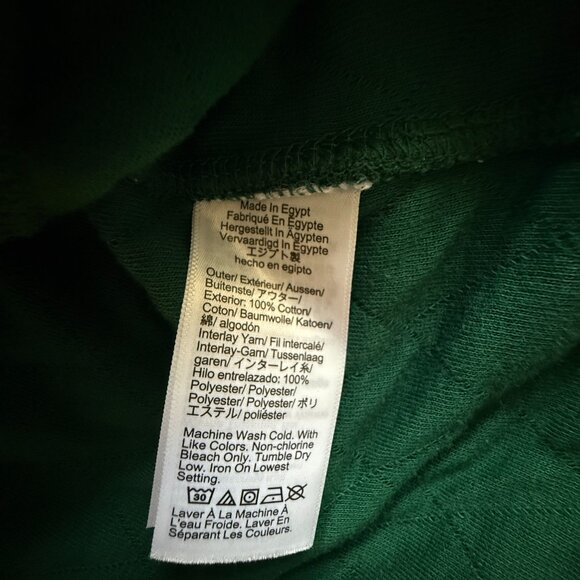 Made In Egypt
Fabriqué En Égypte
Hergestellt In Ägypten
Vervaardigd In Egypte
エジプト製
hecho en egipto
Outer/ Extérieur/ Aussen/
Buitenste/ アウター/
Exterior: 100% Cotton/
Coton/ Baumwolle/ Katoen/
綿/ algodón
Interlay Yarn/ Fil intercalé/
Interlay-Garn/ Tussenlaag
garen/ インターレイ糸/
Hilo entrelazado: 100%
Polyester/ Polyester/
Polyester/ Polyester/ ポリ
エステル/ poliéster
Machine Wash Cold. With
Like Colors. Non-chlorine
Bleach Only. Tumble Dry
Low. Iron On Lowest
Setting.
30
Laver À La Machine À
L'eau Froide. Laver En
Séparant Les Couleurs.